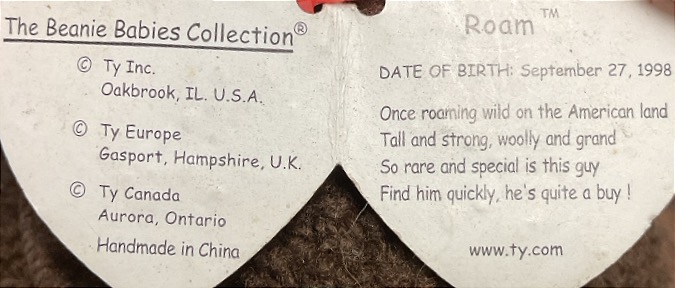 The Beanie Babies Collection®
© Ty Inc.
Oakbrook, IL. U.S.A.
© Ty Europe
Gasport, Hampshire, U.K.
© Ty Canada
Aurora, Ontario
Handmade in China
Roam™
DATE OF BIRTH: September 27, 1998
Once roaming wild on the American land
Tall and strong, woolly and grand
So rare and special is this guy
Find him quickly, he's quite a buy !
www.ty.com